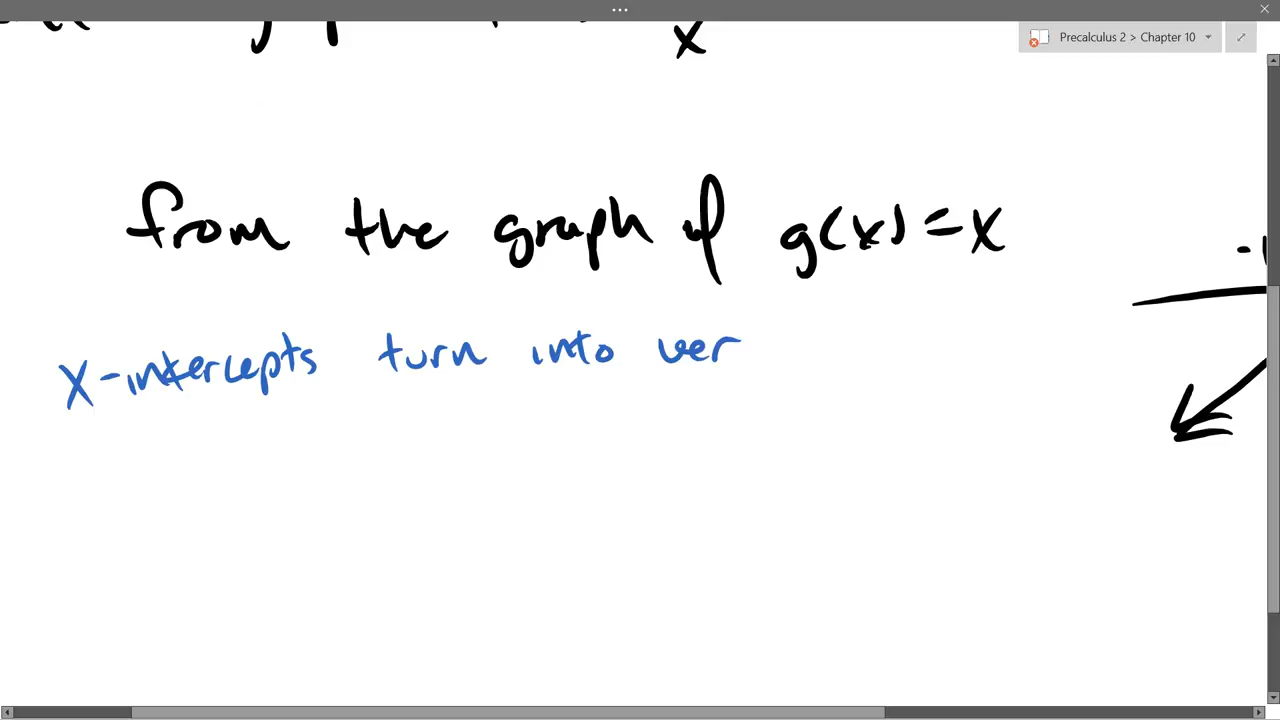 x
Precalculus 2 > Chapter 10
from the graph of g(x) = x
x-intercepts turn into ver